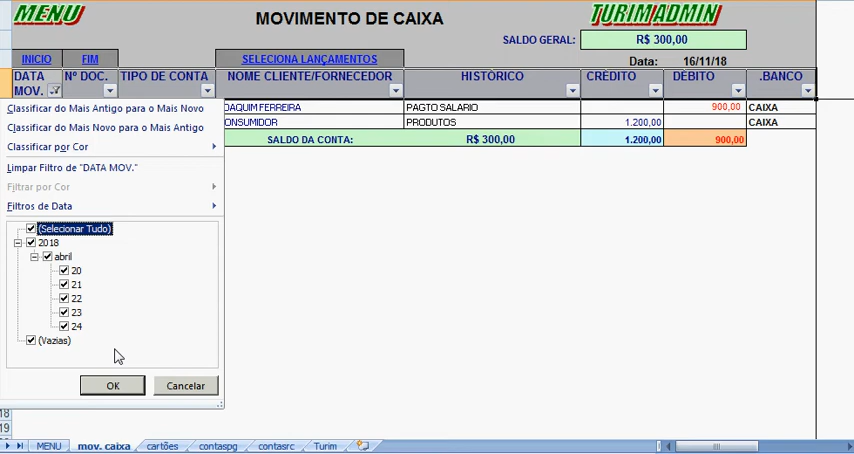 MENU
MOVIMENTO DE CAIXA
TURIM/ADMIN
SALDO GERAL: R$ 300,00
INICIO FIM SELECIONA LANÇAMENTOS Data: 16/11/18
DATA MOV. Nº DOC. TIPO DE CONTA NOME CLIENTE/FORNECEDOR HISTÓRICO CRÉDITO DÉBITO .BANCO
Classificar do Mais Antigo para o Mais Novo
OAQUIM FERREIRA PAGTO SALARIO 900,00 CAIXA
Classificar do Mais Novo para o Mais Antigo
ONSUMIDOR PRODUTOS 1.200,00 CAIXA
SALDO DA CONTA: R$ 300,00 1.200,00 900,00
Classificar por Cor
Limpar Filtro de "DATA MOV."
Filtrar por Cor
Filtros de Data
(Selecionar Tudo)
2018
abril
20
21
22
23
24
(Vazias)
OK Cancelar
18
19
MENU mov. caixa cartões contaspg contasrc Turim